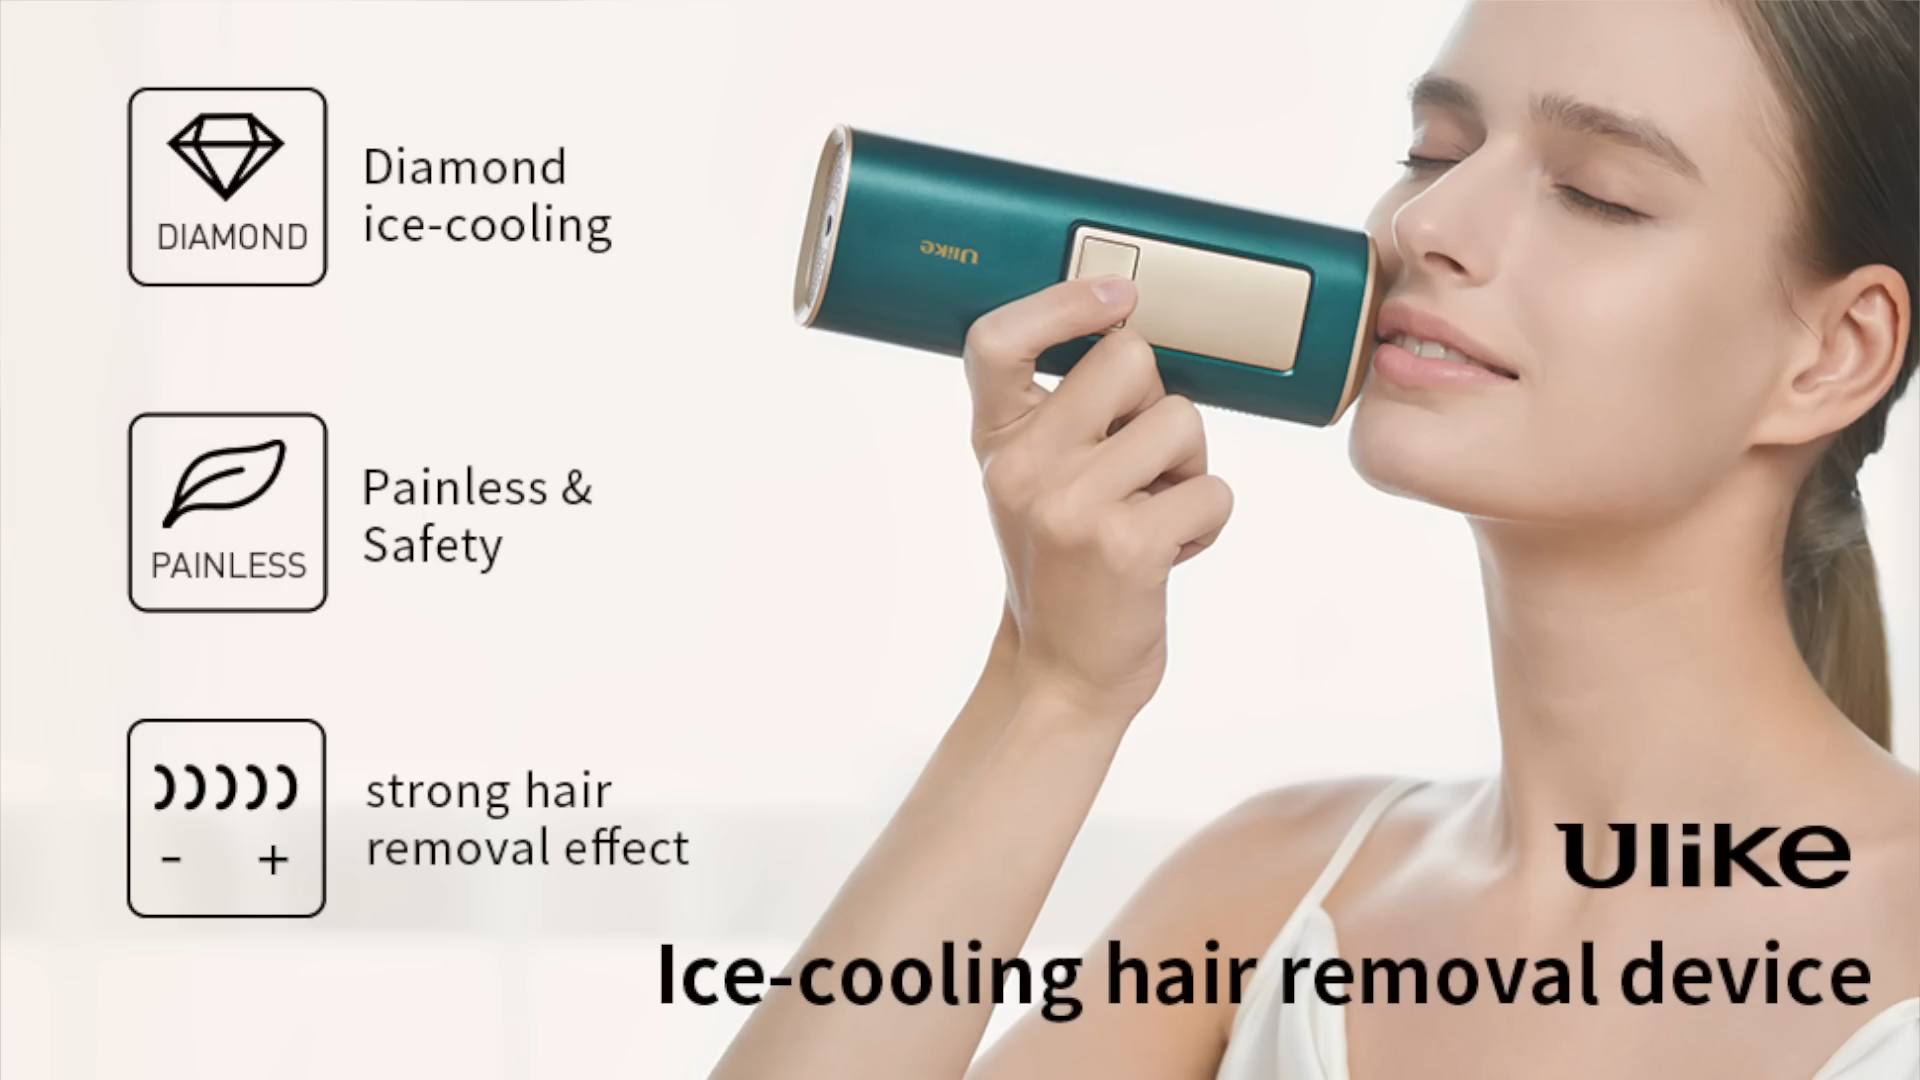 DIAMOND
Diamond
ice-cooling
Ulike
PAINLESS
Painless &
Safety
- +
strong hair
removal effect
Ulike
Ice-cooling hair removal device